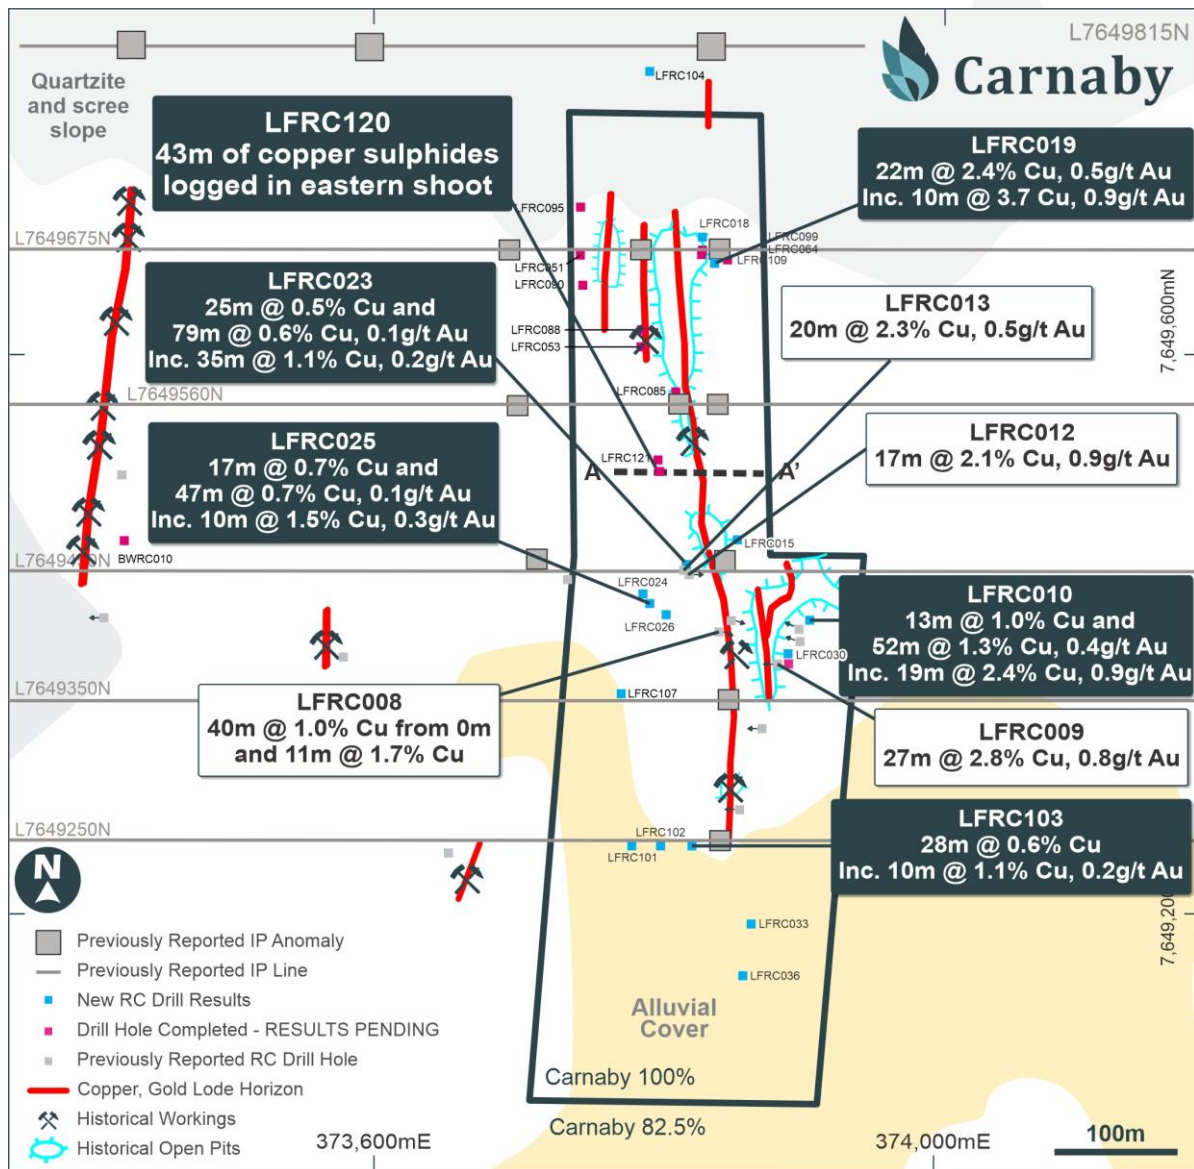 L7649815N
Carnaby
Quartzite
and scree
slope
LFRC104
LFRC120
43m of copper sulphides
logged in eastern shoot
LFRC019
22m @ 2.4% Cu, 0.5g/t Au
Inc. 10m @ 3.7 Cu, 0.9g/t Au
LFRC095
LFRC018
LFRC099
LFRC064
LFRC109
L7649675N
LFRC051
LFRC090
LFRC023
25m @ 0.5% Cu and
79m @ 0.6% Cu, 0.1g/t Au
Inc. 35m @ 1.1% Cu, 0.2g/t Au
LFRC013
20m @ 2.3% Cu, 0.5g/t Au
7,649,600mN
LFRC088
LFRC053
LFRC085
L7649560N
LFRC012
17m @ 2.1% Cu, 0.9g/t Au
LFRC025
17m @ 0.7% Cu and
47m @ 0.7% Cu, 0.1g/t Au
Inc. 10m @ 1.5% Cu, 0.3g/t Au
LFRC121
A
A'
LFRC015
BWRC010
LFRC024
LFRC026
LFRC010
13m @ 1.0% Cu and
52m @ 1.3% Cu, 0.4g/t Au
Inc. 19m @ 2.4% Cu, 0.9g/t Au
LFRC030
LFRC107
L7649350N
LFRC008
40m @ 1.0% Cu from 0m
and 11m @ 1.7% Cu
LFRC009
27m @ 2.8% Cu, 0.8g/t Au
L7649250N
LFRC102
LFRC101
LFRC103
28m @ 0.6% Cu
Inc. 10m @ 1.1% Cu, 0.2g/t Au
N
LFRC033
LFRC036
Alluvial
Cover
Previously Reported IP Anomaly
Previously Reported IP Line
New RC Drill Results
Drill Hole Completed - RESULTS PENDING
Previously Reported RC Drill Hole
Copper, Gold Lode Horizon
Historical Workings
Historical Open Pits
Carnaby 100%
Carnaby 82.5%
373,600mE
374,000mE
100m